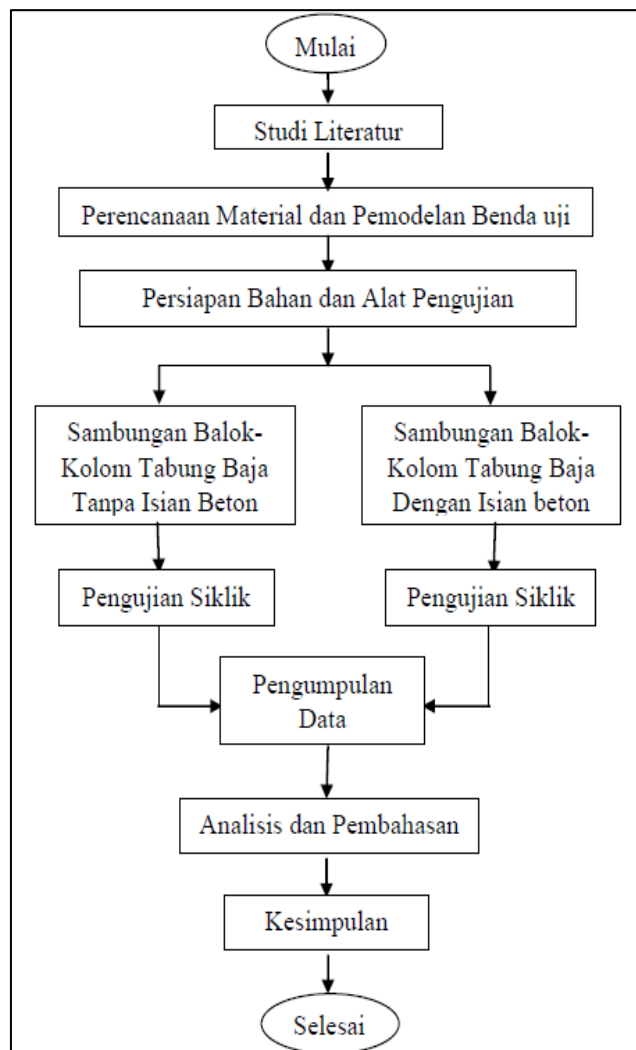 Mulai
Studi Literatur
Perencanaan Material dan Pemodelan Benda uji
Persiapan Bahan dan Alat Pengujian
Sambungan Balok-
Kolom Tabung Baja
Tanpa Isian Beton
Sambungan Balok-
Kolom Tabung Baja
Dengan Isian beton
Pengujian Siklik
Pengujian Siklik
Pengumpulan
Data
Analisis dan Pembahasan
Kesimpulan
Selesai